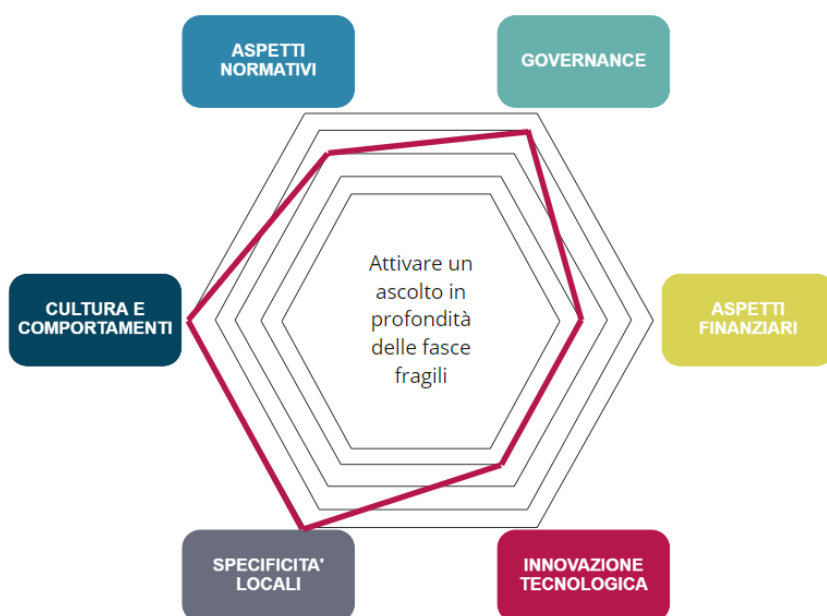 ASPETTI
NORMATIVI
GOVERNANCE
CULTURA E
COMPORTAMENTI
Attivare un
ascolto in
profondità
delle fasce
fragili
ASPETTI
FINANZIARI
SPECIFICITA'
LOCALI
INNOVAZIONE
TECNOLOGICA